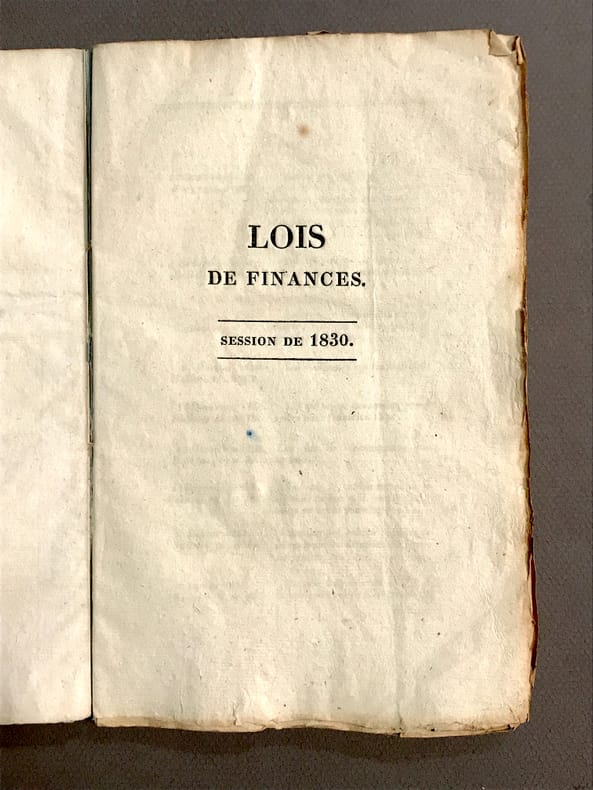 LOIS
DE FINANCES.
SESSION DE 1830.